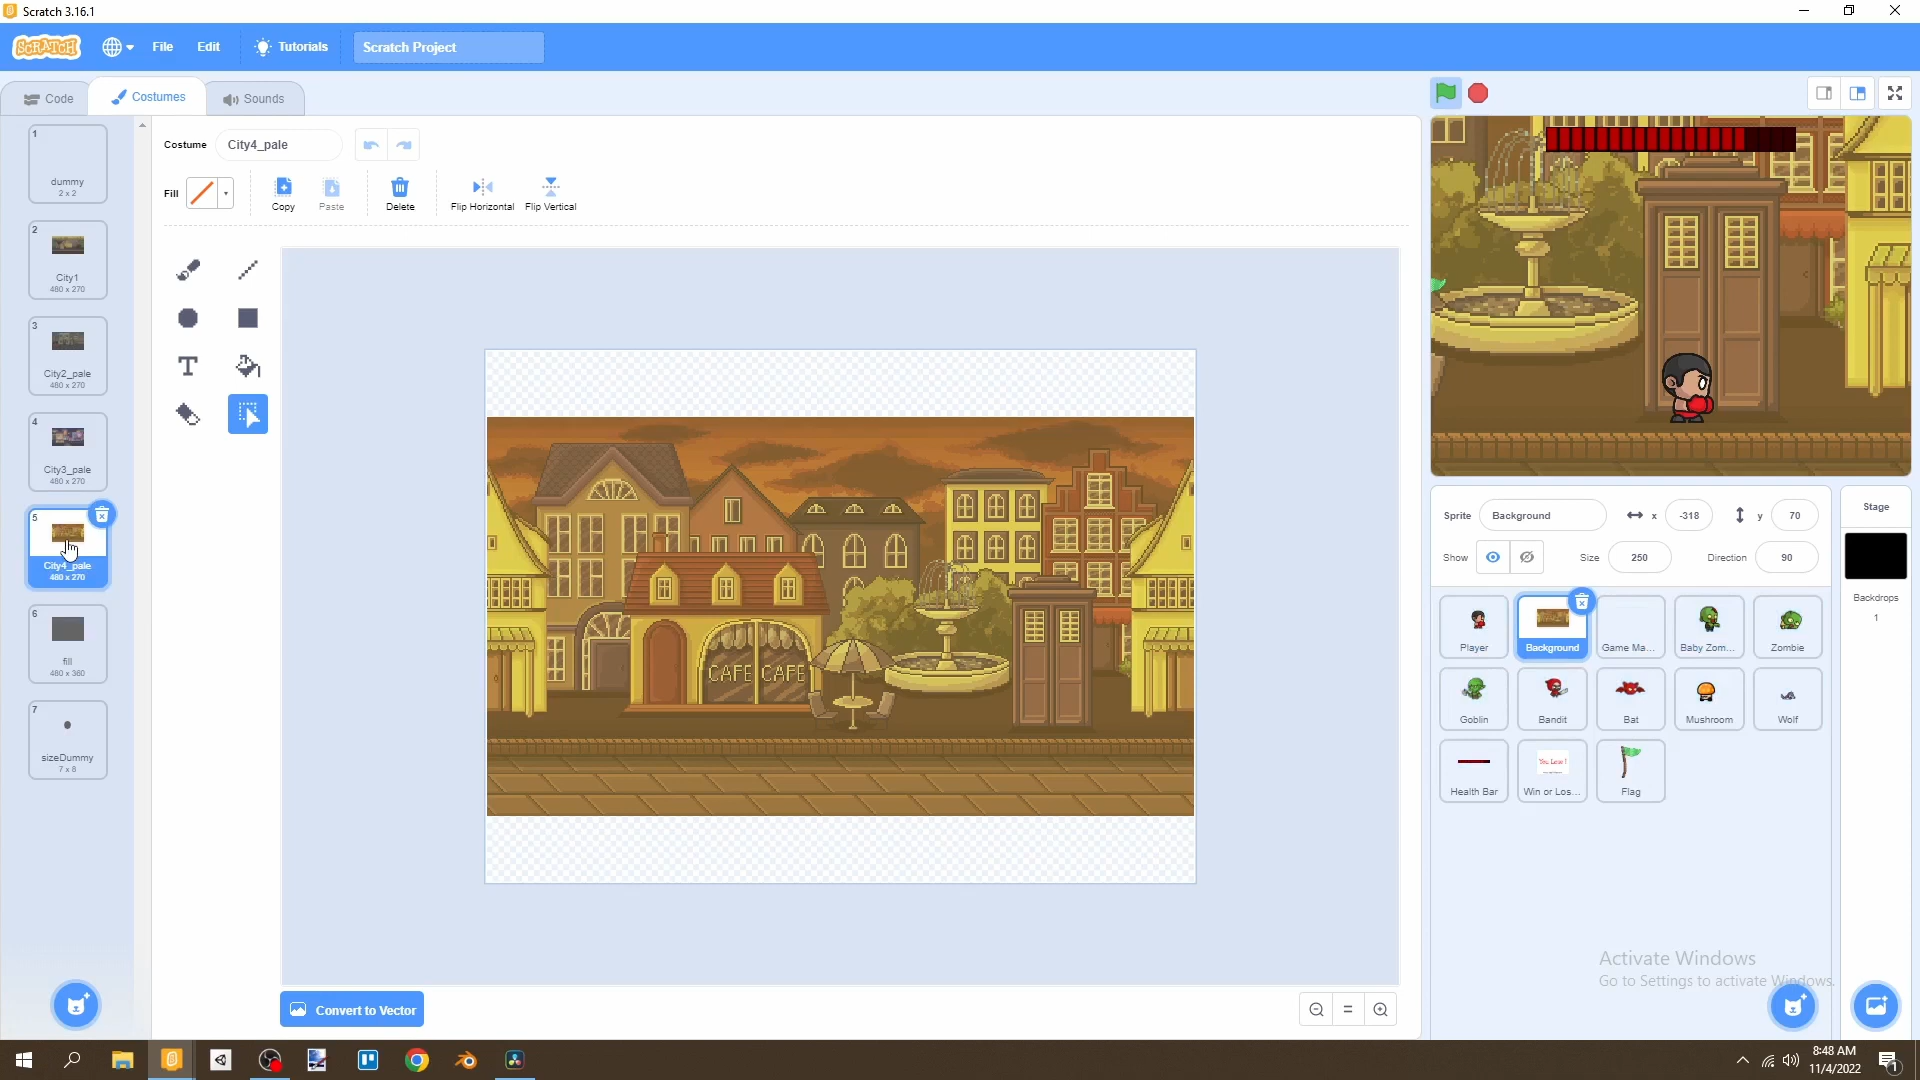 Scratch 3.16.1
SCRATCH
File
Edit
Tutorials
Scratch Project
Code
Costumes
Sounds
1
dummy
2 x 2
2
City1
480 x 270
3
City2_pale
480 x 270
4
City3_pale
480 x 270
5
City4_pale
480 x 270
6
fill
480 x 360
7
sizeDummy
7 x 8
Costume
City4_pale
Fill
Copy
Paste
Delete
Flip Horizontal
Flip Vertical
T
CAFE CAFE
Convert to Vector
Sprite
Background
x
-318
y
70
Show
Size
250
Direction
90
Player
Background
Game Ma...
Baby Zom...
Zombie
Goblin
Bandit
Bat
Mushroom
Wolf
Health Bar
You Lose !
Win or Los...
Flag
Stage
Backdrops
1
Activate Windows
Go to Settings to activate Windows.
8:48 AM
11/4/2022
1